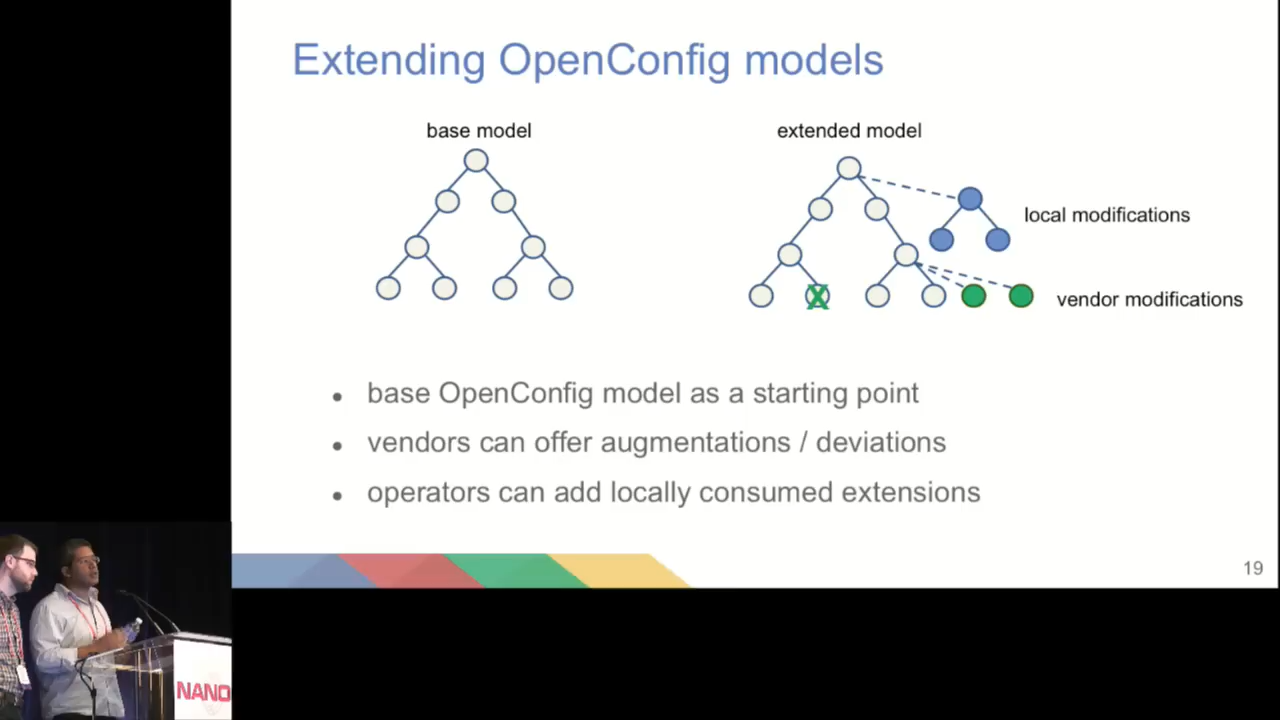 Extending OpenConfig models
base model
extended model
X
local modifications
vendor modifications
• base OpenConfig model as a starting point
• vendors can offer augmentations / deviations
• operators can add locally consumed extensions
19
NANO